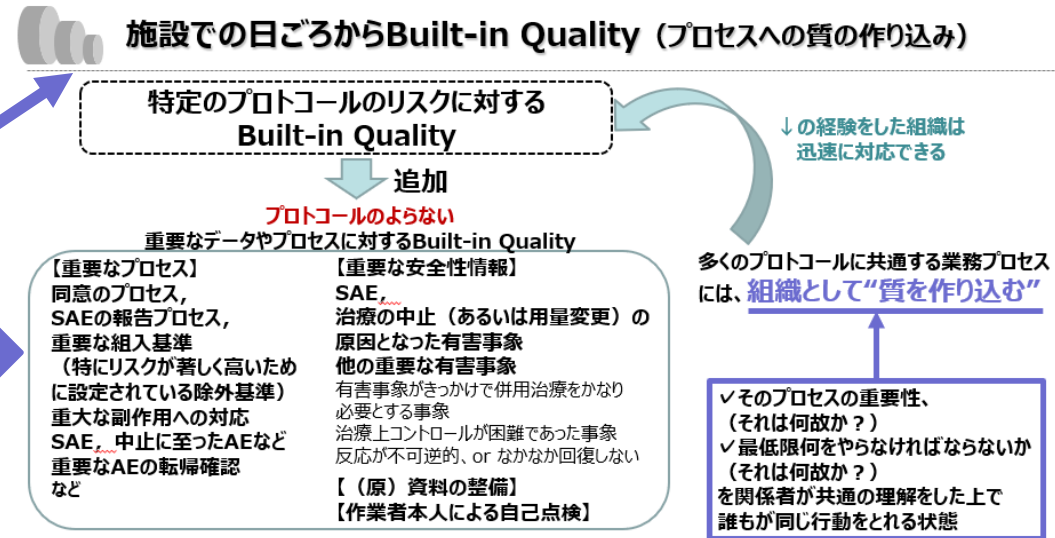 施設での日ごろからBuilt-in Quality（プロセスへの質の作り込み）
特定のプロトコールのリスクに対する
Built-in Quality
↓の経験をした組織は
迅速に対応できる
追加
プロトコールのよらない
重要なデータやプロセスに対するBuilt-in Quality
【重要なプロセス】
同意のプロセス,
SAEの報告プロセス,
重要な組入基準
（特にリスクが著しく高いため
に設定されている除外基準）
重大な副作用への対応
SAE, 中止に至ったAEなど
重要なAEの転帰確認
など
【重要な安全性情報】
SAE,
治療の中止（あるいは用量変更）の
原因となった有害事象
他の重要な有害事象
有害事象がきっかけで併用治療をかなり
必要とする事象
治療上コントロールが困難であった事象
反応が不可逆的、or なかなか回復しない
【（原）資料の整備】
【作業者本人による自己点検】
多くのプロトコールに共通する業務プロセス
には、組織として“質を作り込む”
✓そのプロセスの重要性、
（それは何故か？）
✓最低限何をやらなければならないか
（それは何故か？）
を関係者が共通の理解をした上で
誰もが同じ行動をとれる状態